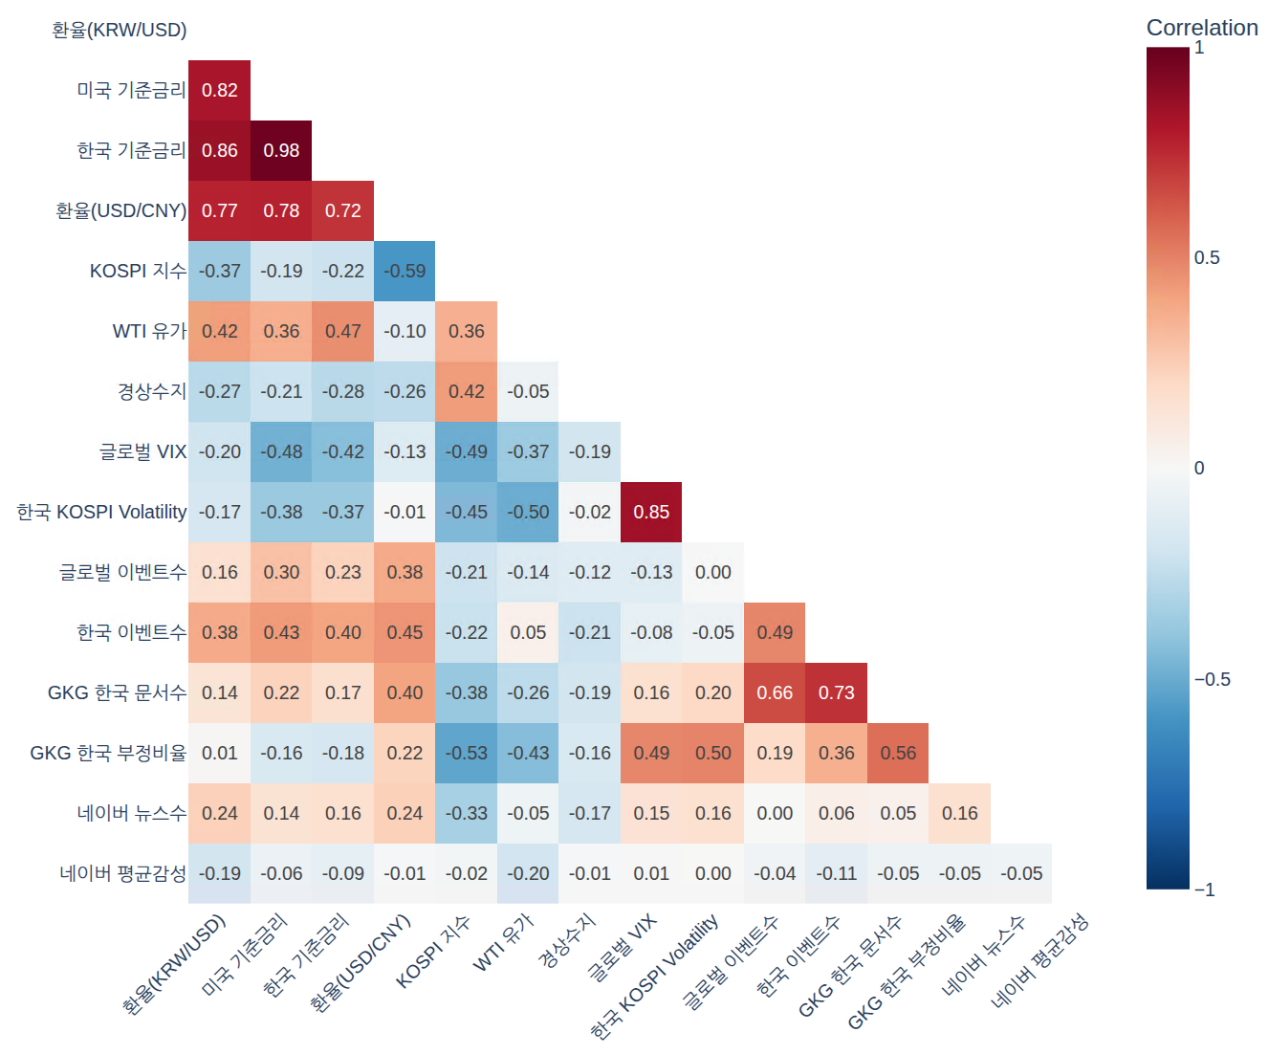 환율(KRW/USD)
미국 기준금리 0.82
한국 기준금리 0.86 0.98
환율(USD/CNY) 0.77 0.78 0.72
KOSPI 지수 -0.37 -0.19 -0.22 -0.59
WTI 유가 0.42 0.36 0.47 -0.10 0.36
경상수지 -0.27 -0.21 -0.28 -0.26 0.42 -0.05
글로벌 VIX -0.20 -0.48 -0.42 -0.13 -0.49 -0.37 -0.19
한국 KOSPI Volatility -0.17 -0.38 -0.37 -0.01 -0.45 -0.50 -0.02 0.85
글로벌 이벤트수 0.16 0.30 0.23 0.38 -0.21 -0.14 -0.12 -0.13 0.00
한국 이벤트수 0.38 0.43 0.40 0.45 -0.22 0.05 -0.21 -0.08 -0.05 0.49
GKG 한국 문서수 0.14 0.22 0.17 0.40 -0.38 -0.26 -0.19 0.16 0.20 0.66 0.73
GKG 한국 부정비율 0.01 -0.16 -0.18 0.22 -0.53 -0.43 -0.16 0.49 0.50 0.19 0.36 0.56
네이버 뉴스수 0.24 0.14 0.16 0.24 -0.33 -0.05 -0.17 0.15 0.16 0.00 0.06 0.05 0.16
네이버 평균감성 -0.19 -0.06 -0.09 -0.01 -0.02 -0.20 -0.01 0.01 0.00 -0.04 -0.11 -0.05 -0.05 -0.05
환율(KRW/USD)
미국 기준금리
한국 기준금리
환율(USD/CNY)
KOSPI 지수
WTI 유가
경상수지
글로벌 VIX
한국 KOSPI Volatility
글로벌 이벤트수
한국 이벤트수
GKG 한국 문서수
GKG 한국 부정비율
네이버 뉴스수
네이버 평균감성
Correlation
1
0.5
0
−0.5
−1